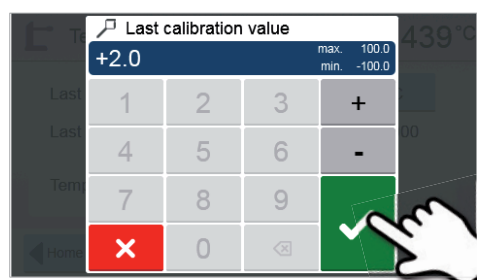 Last calibration value
+2.0 max. 100.0
min. -100.0
439°C
Te
Last
1 2 3 +
Last
00
4 5 6 -
Temp
7 8 9
Home
0